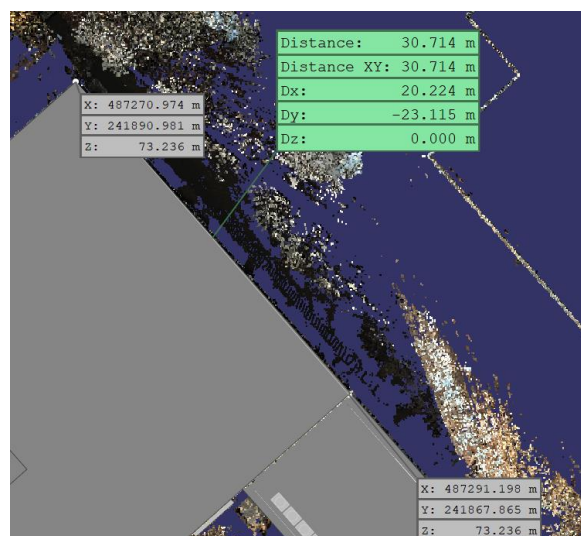 Distance: 30.714 m
Distance XY: 30.714 m
Dx: 20.224 m
Dy: -23.115 m
Dz: 0.000 m
X: 487270.974 m
Y: 241890.981 m
Z: 73.236 m
X: 487291.198 m
Y: 241867.865 m
Z: 73.236 m